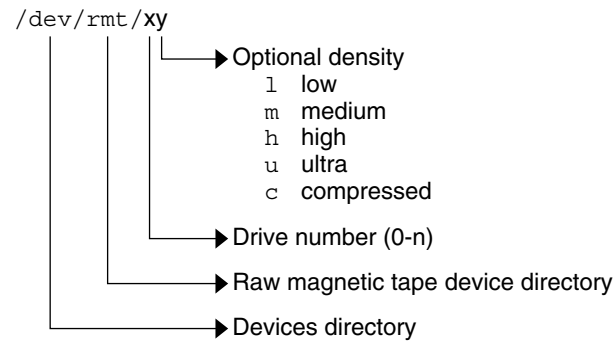 /dev/rmt/xy
Optional density
l low
m medium
h high
u ultra
c compressed
Drive number (0-n)
Raw magnetic tape device directory
Devices directory